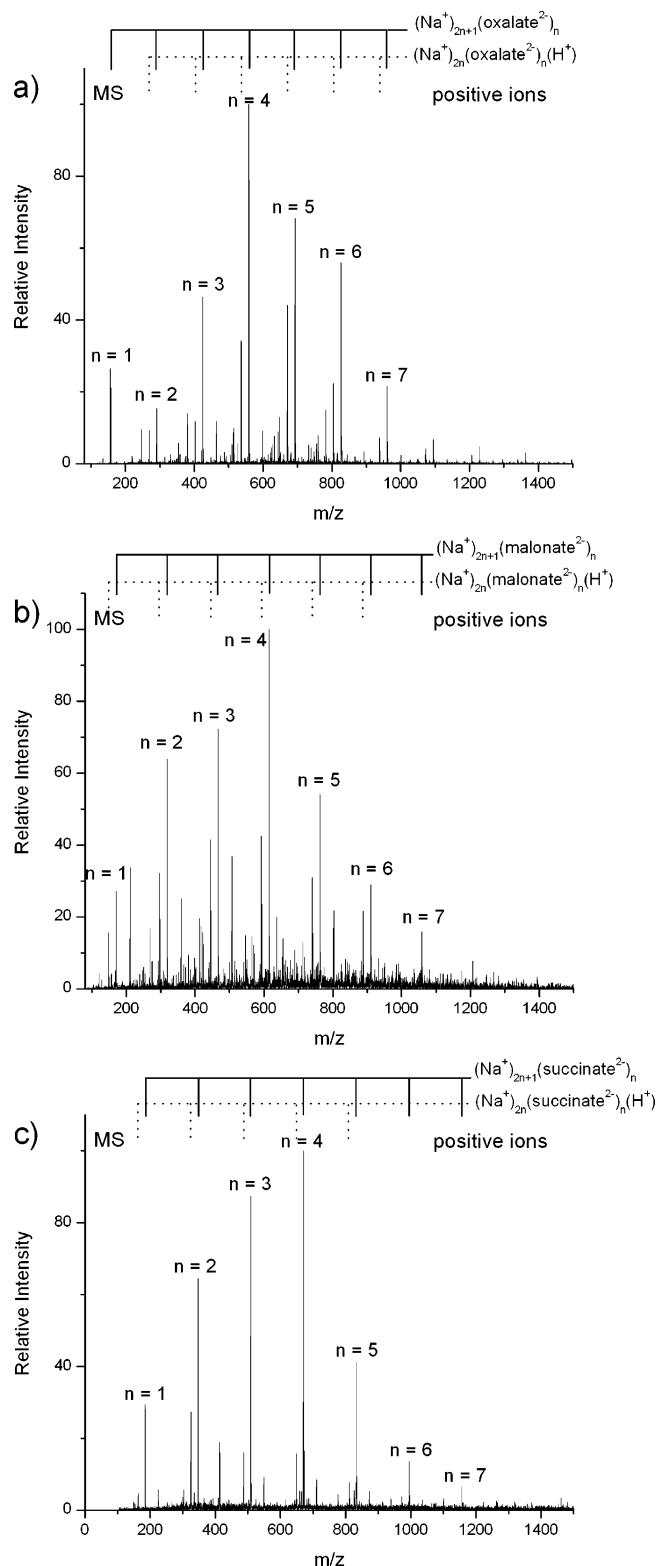 (Na⁺)₂ₙ₊₁(oxalate²⁻)ₙ
(Na⁺)₂ₙ(oxalate²⁻)ₙ(H⁺)
a)
MS
positive ions
n = 4
80
n = 5
n = 6
n = 3
40
n = 1
n = 7
n = 2
0
Relative Intensity
200 400 600 800 1000 1200 1400
m/z
(Na⁺)₂ₙ₊₁(malonate²⁻)ₙ
(Na⁺)₂ₙ(malonate²⁻)ₙ(H⁺)
b)
MS
positive ions
100
n = 4
80
n = 3
n = 2
60
n = 5
40
n = 1
n = 6
20
n = 7
0
Relative Intensity
200 400 600 800 1000 1200 1400
m/z
(Na⁺)₂ₙ₊₁(succinate²⁻)ₙ
(Na⁺)₂ₙ(succinate²⁻)ₙ(H⁺)
c)
MS
positive ions
n = 4
n = 3
80
n = 2
n = 5
40
n = 1
n = 6
n = 7
0
Relative Intensity
0 200 400 600 800 1000 1200 1400
m/z